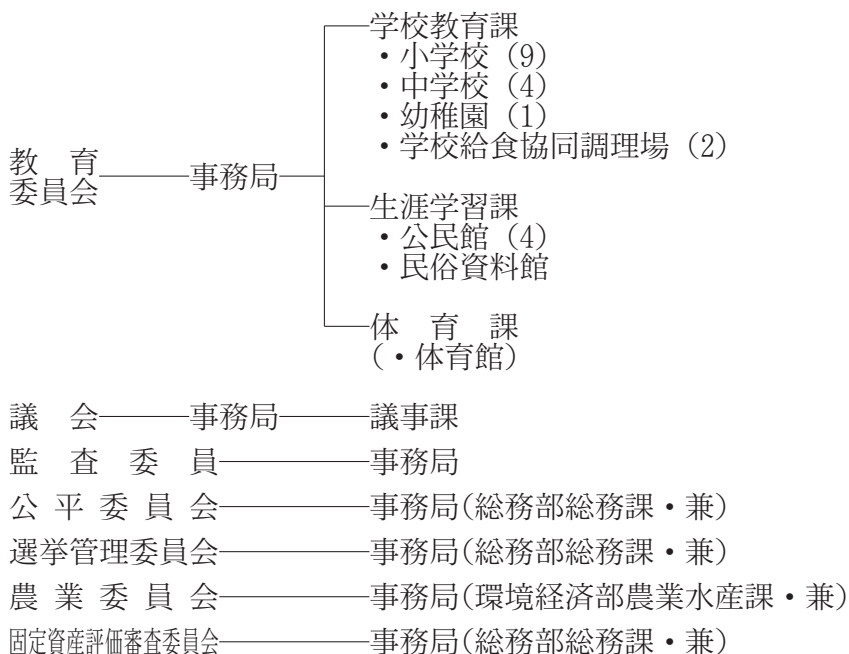 学校教育課
・小学校（9）
・中学校（4）
・幼稚園（1）
・学校給食協同調理場（2）
教育委員会 事務局
生涯学習課
・公民館（4）
・民俗資料館
体育課
（・体育館）
議会 事務局 議事課
監査委員 事務局
公平委員会 事務局（総務部総務課・兼）
選挙管理委員会 事務局（総務部総務課・兼）
農業委員会 事務局（環境経済部農業水産課・兼）
固定資産評価審査委員会 事務局（総務部総務課・兼）